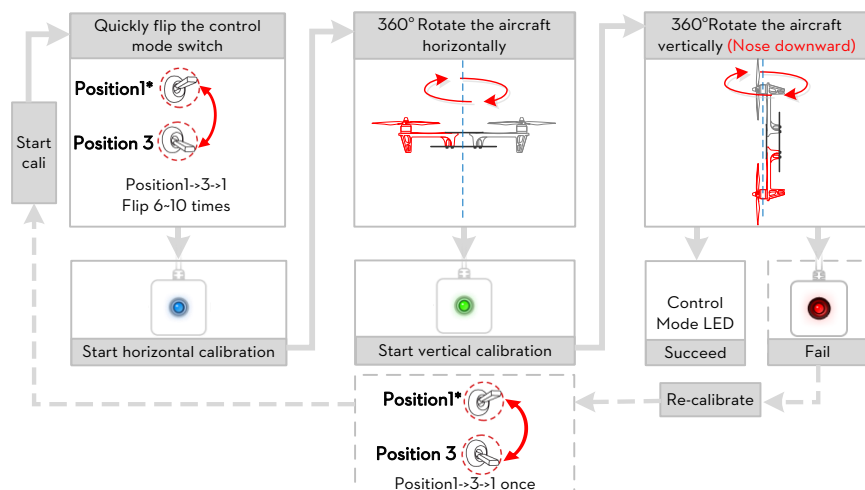 Quickly flip the control
mode switch
Position1*
Position 3
Position1->3->1
Flip 6~10 times
Start
cali
360° Rotate the aircraft
horizontally
360°Rotate the aircraft
vertically (Nose downward)
Start horizontal calibration
Start vertical calibration
Control
Mode LED
Succeed
Fail
Re-calibrate
Position1*
Position 3
Position1->3->1 once